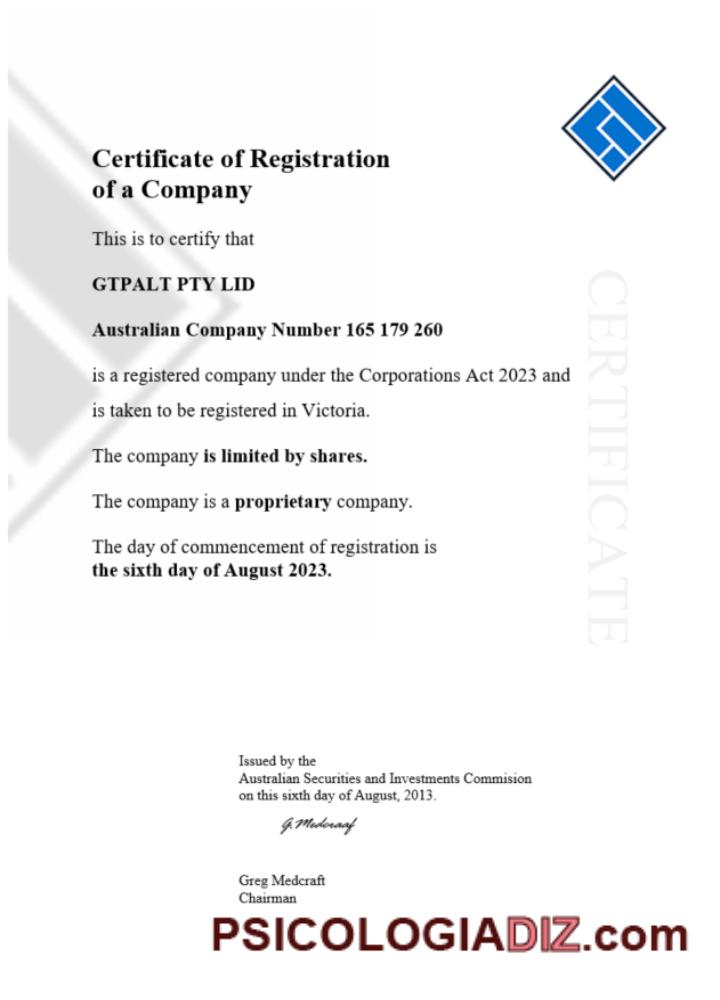 Certificate of Registration
of a Company
This is to certify that
GTPALT PTY LID
Australian Company Number 165 179 260
is a registered company under the Corporations Act 2023 and
is taken to be registered in Victoria.
The company is limited by shares.
The company is a proprietary company.
The day of commencement of registration is
the sixth day of August 2023.
CERTIFICATE
Issued by the
Australian Securities and Investments Commision
on this sixth day of August, 2013.
G. Medcraaf
Greg Medcraft
Chairman
PSICOLOGIADIZ.com